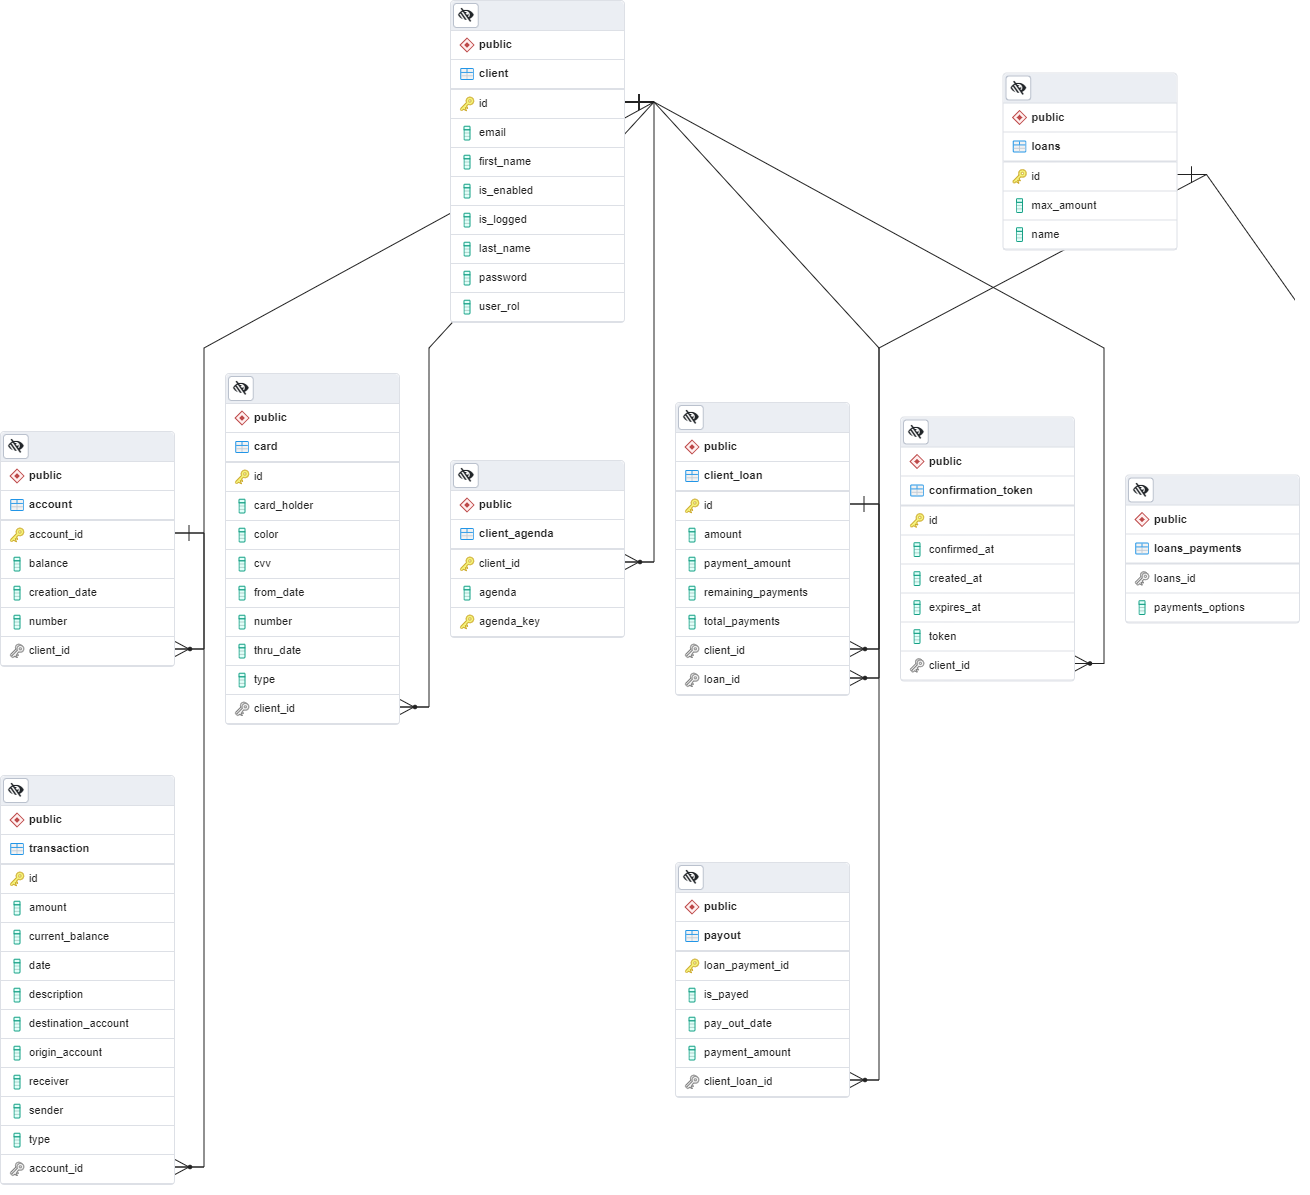 public
client
id
email
first_name
is_enabled
is_logged
last_name
password
user_rol
public
loans
id
max_amount
name
public
account
account_id
balance
creation_date
number
client_id
public
card
id
card_holder
color
cvv
from_date
number
thru_date
type
client_id
public
client_agenda
client_id
agenda
agenda_key
public
client_loan
id
amount
payment_amount
remaining_payments
total_payments
client_id
loan_id
public
confirmation_token
id
confirmed_at
created_at
expires_at
token
client_id
public
loans_payments
loans_id
payments_options
public
transaction
id
amount
current_balance
date
description
destination_account
origin_account
receiver
sender
type
account_id
public
payout
loan_payment_id
is_payed
pay_out_date
payment_amount
client_loan_id